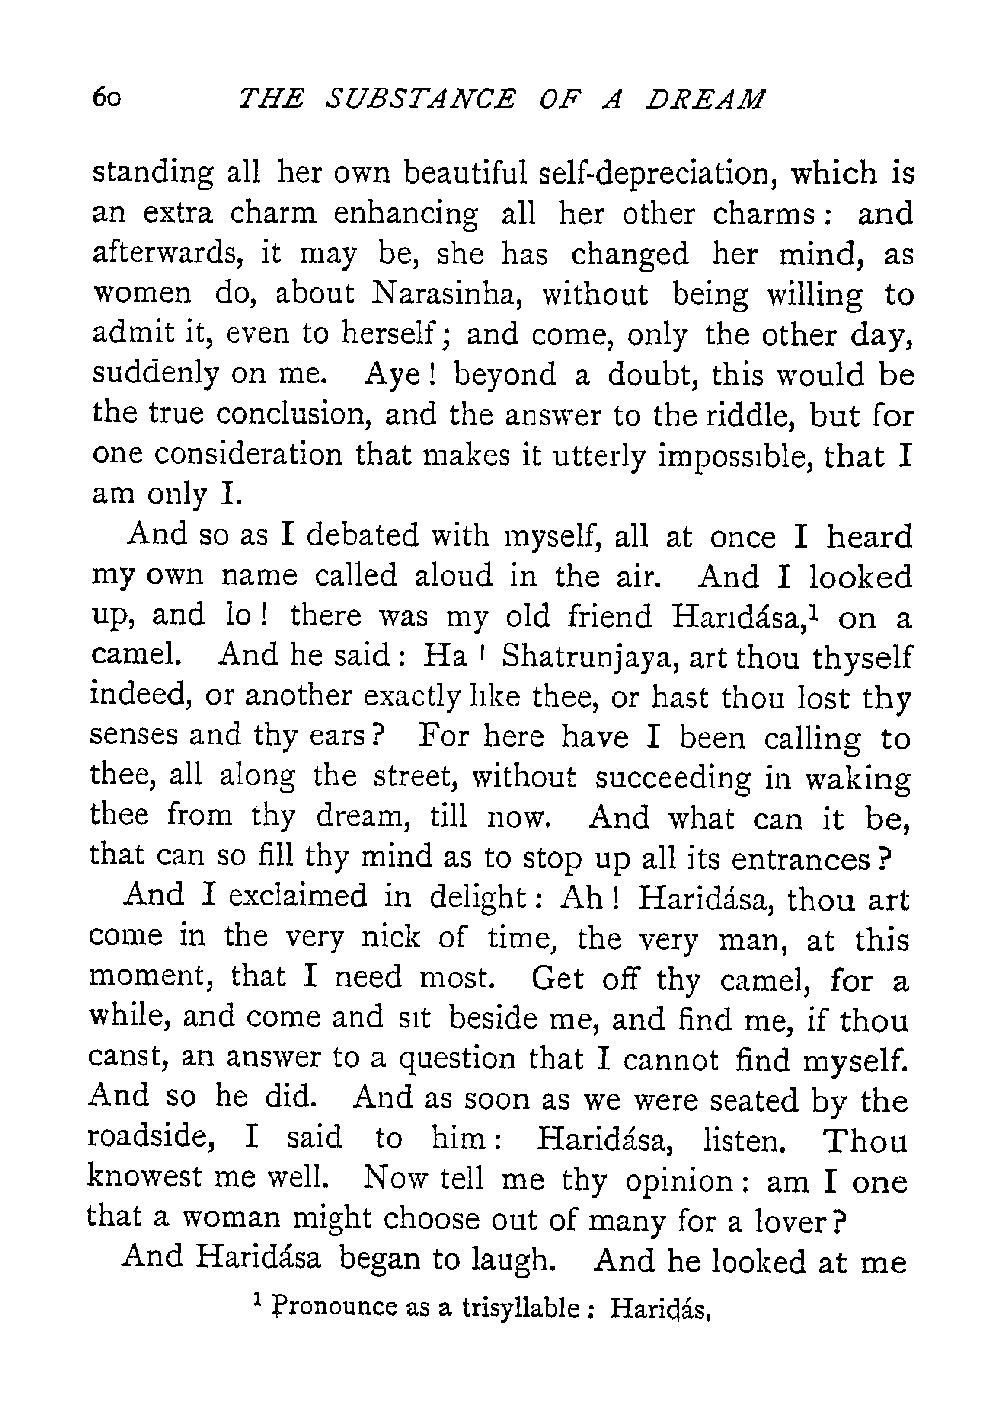 60 THE SUBSTANCE OF A DREAM
standing all her own beautiful self-depreciation, which is
an extra charm enhancing all her other charms: and
afterwards, it may be, she has changed her mind, as
women do, about Narasinha, without being willing to
admit it, even to herself; and come, only the other day,
suddenly on me. Aye! beyond a doubt, this would be
the true conclusion, and the answer to the riddle, but for
one consideration that makes it utterly impossible, that I
am only I.
And so as I debated with myself, all at once I heard
my own name called aloud in the air. And I looked
up, and lo! there was my old friend Haridása,¹ on a
camel. And he said: Ha! Shatrunjaya, art thou thyself
indeed, or another exactly like thee, or hast thou lost thy
senses and thy ears? For here have I been calling to
thee, all along the street, without succeeding in waking
thee from thy dream, till now. And what can it be,
that can so fill thy mind as to stop up all its entrances?
And I exclaimed in delight: Ah! Haridása, thou art
come in the very nick of time, the very man, at this
moment, that I need most. Get off thy camel, for a
while, and come and sit beside me, and find me, if thou
canst, an answer to a question that I cannot find myself.
And so he did. And as soon as we were seated by the
roadside, I said to him: Haridása, listen. Thou
knowest me well. Now tell me thy opinion: am I one
that a woman might choose out of many for a lover?
And Haridása began to laugh. And he looked at me
¹ Pronounce as a trisyllable: Haridás.